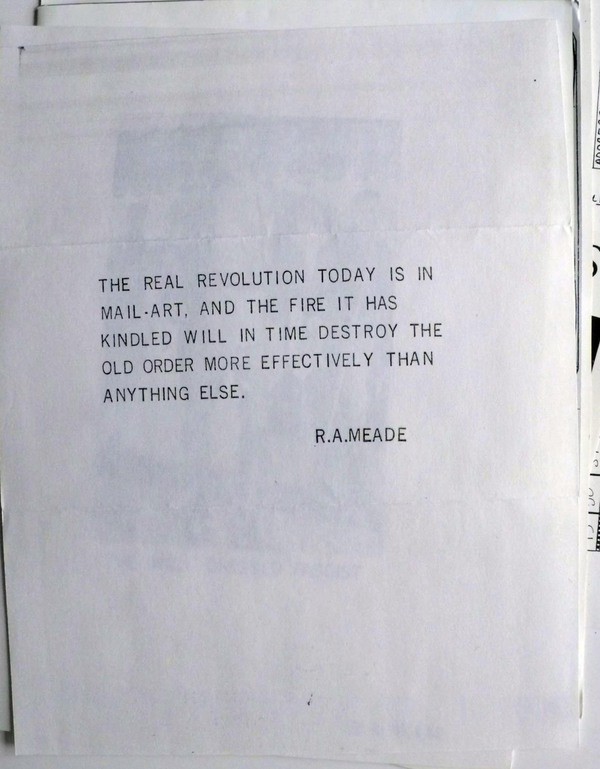 THE REAL REVOLUTION TODAY IS IN
MAIL-ART, AND THE FIRE IT HAS
KINDLED WILL IN TIME DESTROY THE
OLD ORDER MORE EFFECTIVELY THAN
ANYTHING ELSE.
R.A.MEADE